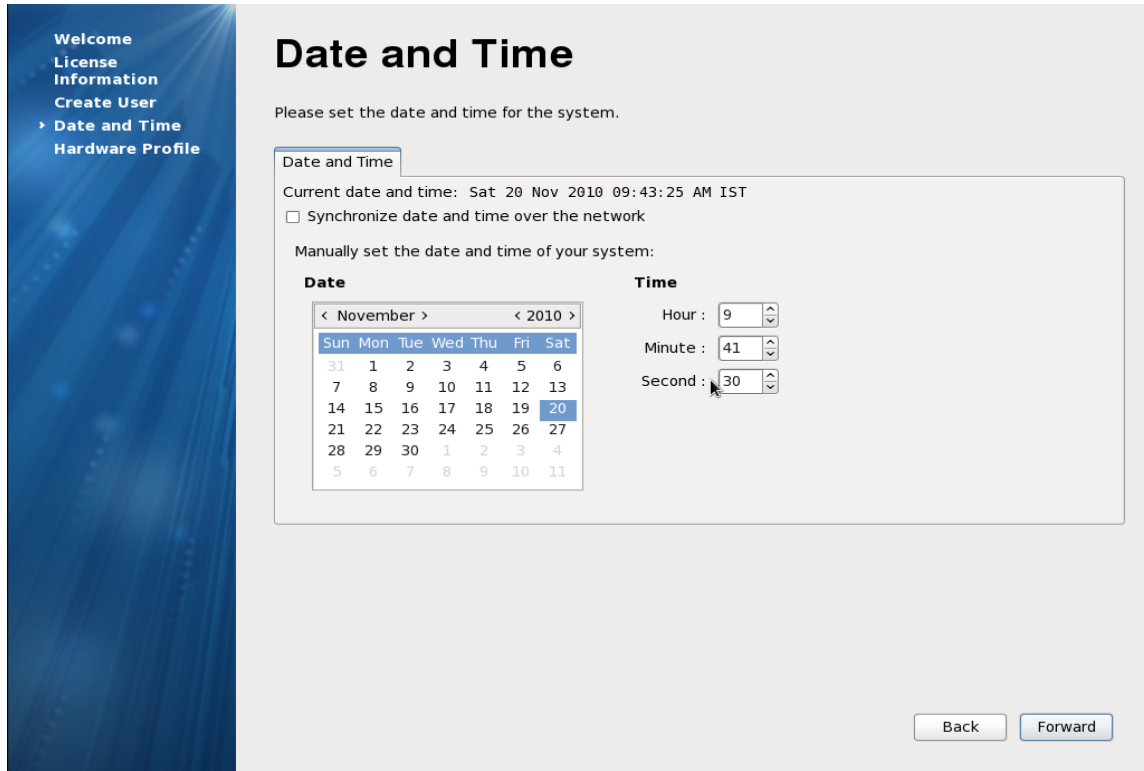 Welcome
License
Information
Create User
Date and Time
Hardware Profile
Date and Time
Please set the date and time for the system.
Date and Time
Current date and time: Sat 20 Nov 2010 09:43:25 AM IST
Synchronize date and time over the network
Manually set the date and time of your system:
Date
‹ November › ‹ 2010 ›
Sun Mon Tue Wed Thu Fri Sat
31 1 2 3 4 5 6
7 8 9 10 11 12 13
14 15 16 17 18 19 20
21 22 23 24 25 26 27
28 29 30 1 2 3 4
5 6 7 8 9 10 11
Time
Hour : 9
Minute : 41
Second : 30
Back
Forward